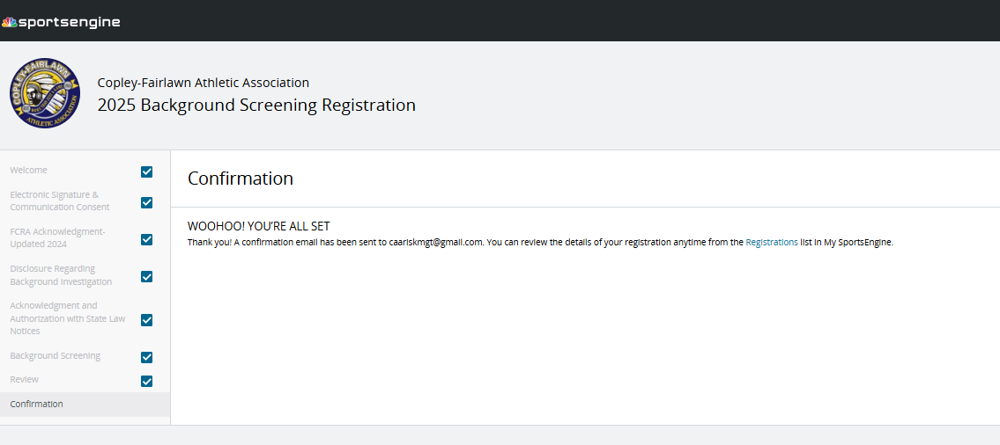 sportsengine
COPLEY-FAIRLAWN
ATHLETIC ASSOCIATION
Copley-Fairlawn Athletic Association
2025 Background Screening Registration
Welcome
Electronic Signature &
Communication Consent
FCRA Acknowledgment-
Updated 2024
Disclosure Regarding
Background Investigation
Acknowledgment and
Authorization with State Law
Notices
Background Screening
Review
Confirmation
Confirmation
WOOHOO! YOU'RE ALL SET
Thank you! A confirmation email has been sent to caariskmgt@gmail.com. You can review the details of your registration anytime from the Registrations list in My SportsEngine.